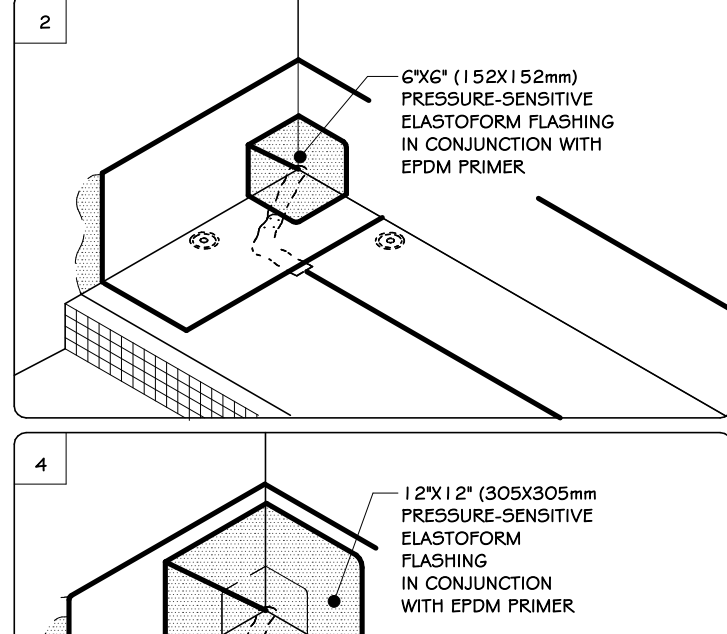 2
6"X6" (152X152mm)
PRESSURE-SENSITIVE
ELASTOFORM FLASHING
IN CONJUNCTION WITH
EPDM PRIMER
4
12"X12" (305X305mm
PRESSURE-SENSITIVE
ELASTOFORM
FLASHING
IN CONJUNCTION
WITH EPDM PRIMER